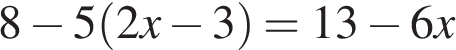 8 − 5(2x − 3) = 13 − 6x